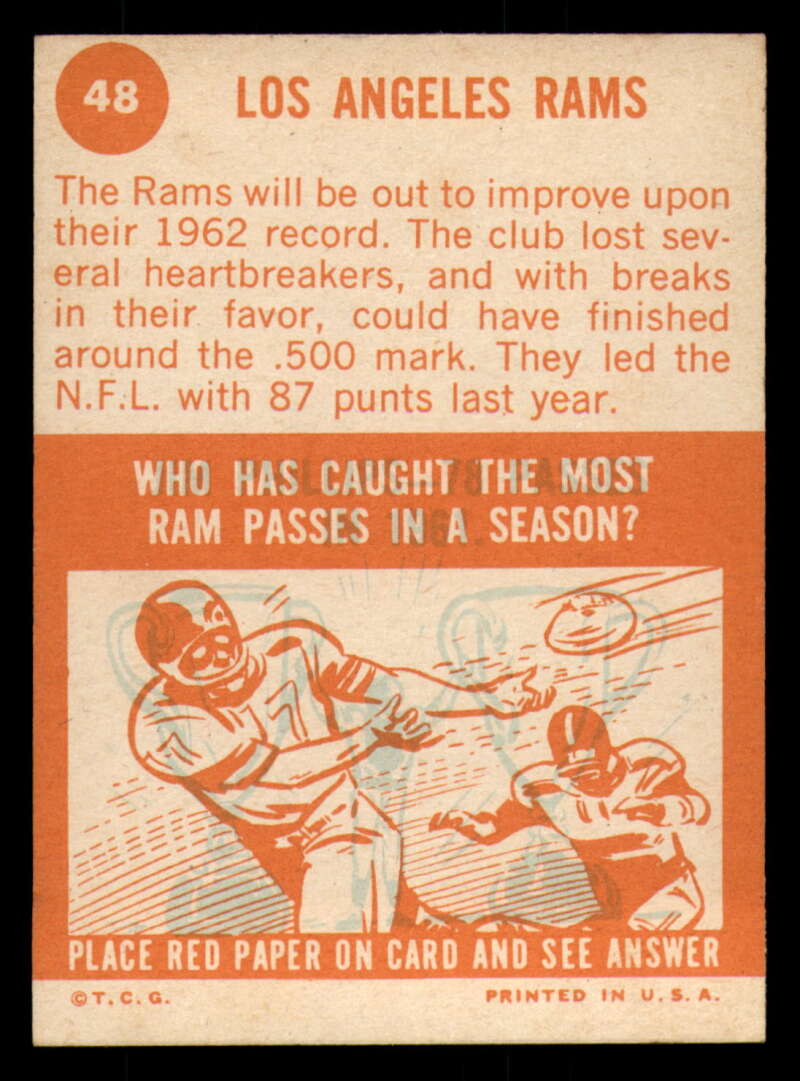 48
LOS ANGELES RAMS
The Rams will be out to improve upon
their 1962 record. The club lost sev-
eral heartbreakers, and with breaks
in their favor, could have finished
around the .500 mark. They led the
N.F.L. with 87 punts last year.
WHO HAS CAUGHT THE MOST
RAM PASSES IN A SEASON?
PLACE RED PAPER ON CARD AND SEE ANSWER
©T.C.G.
PRINTED IN U.S.A.